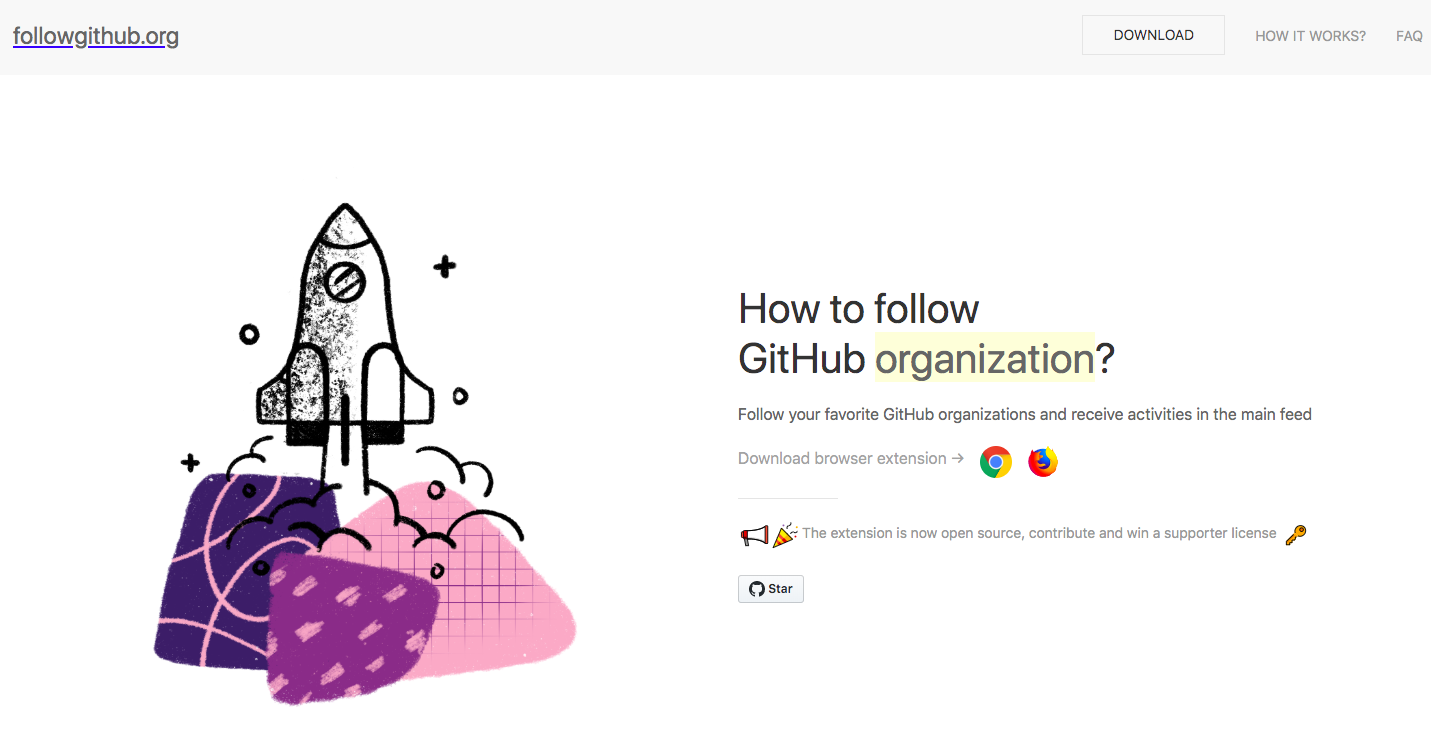 followgithub.org
DOWNLOAD
HOW IT WORKS?
FAQ
How to follow
GitHub organization?
Follow your favorite GitHub organizations and receive activities in the main feed
Download browser extension →
The extension is now open source, contribute and win a supporter license
Star